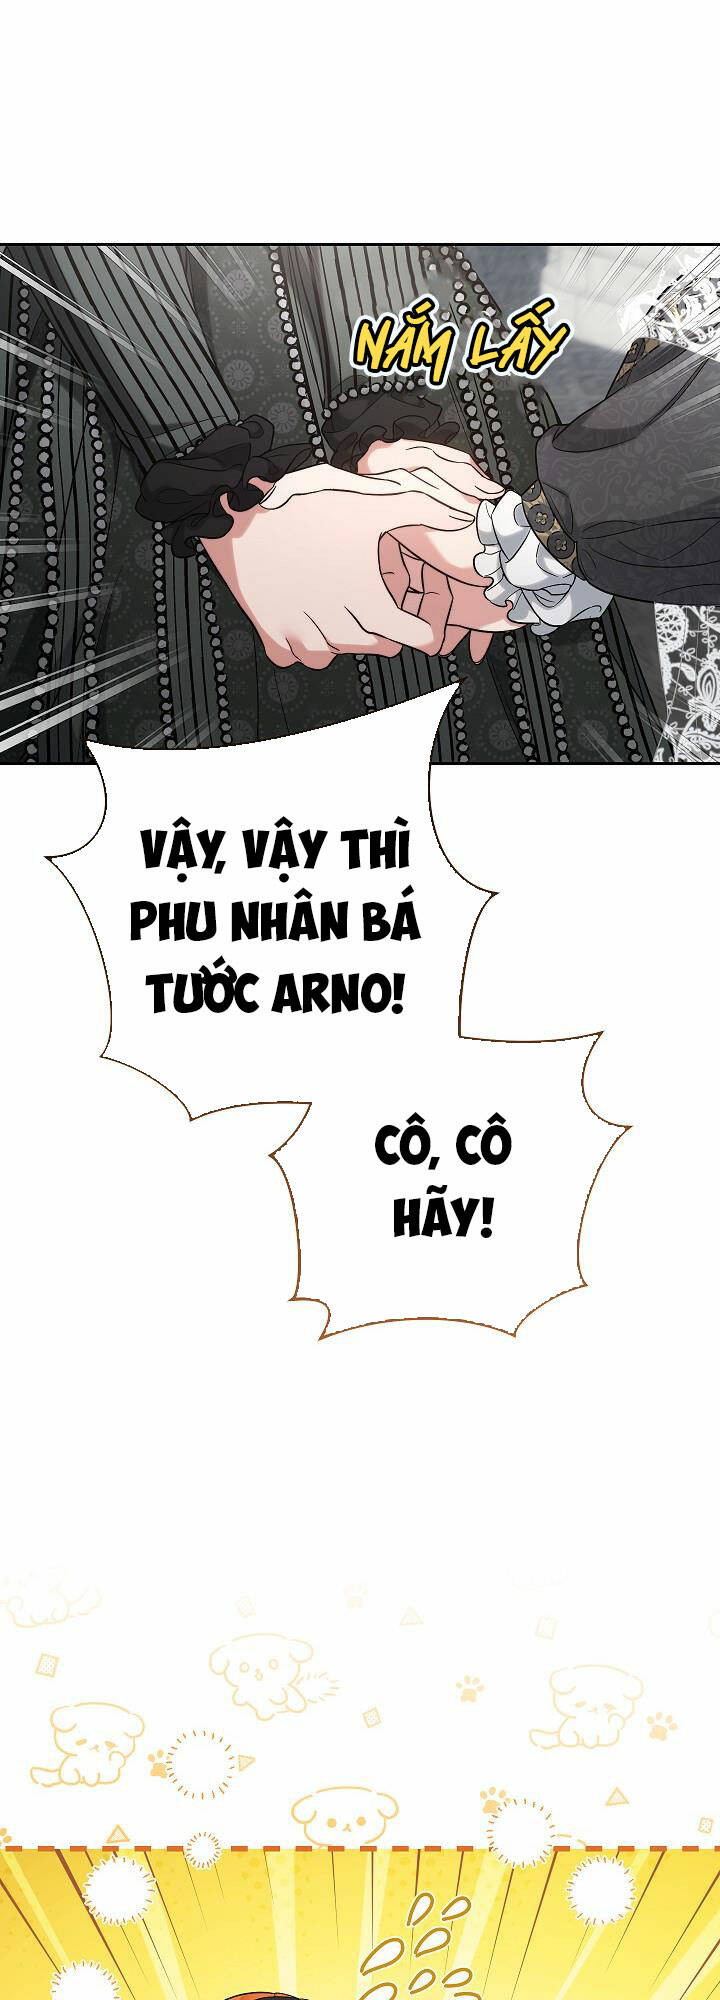 NẮM LẤY
VẬY, VẬY THÌ
PHU NHÂN BÁ
TƯỚC ARNO!
CÔ, CÔ
HÃY!